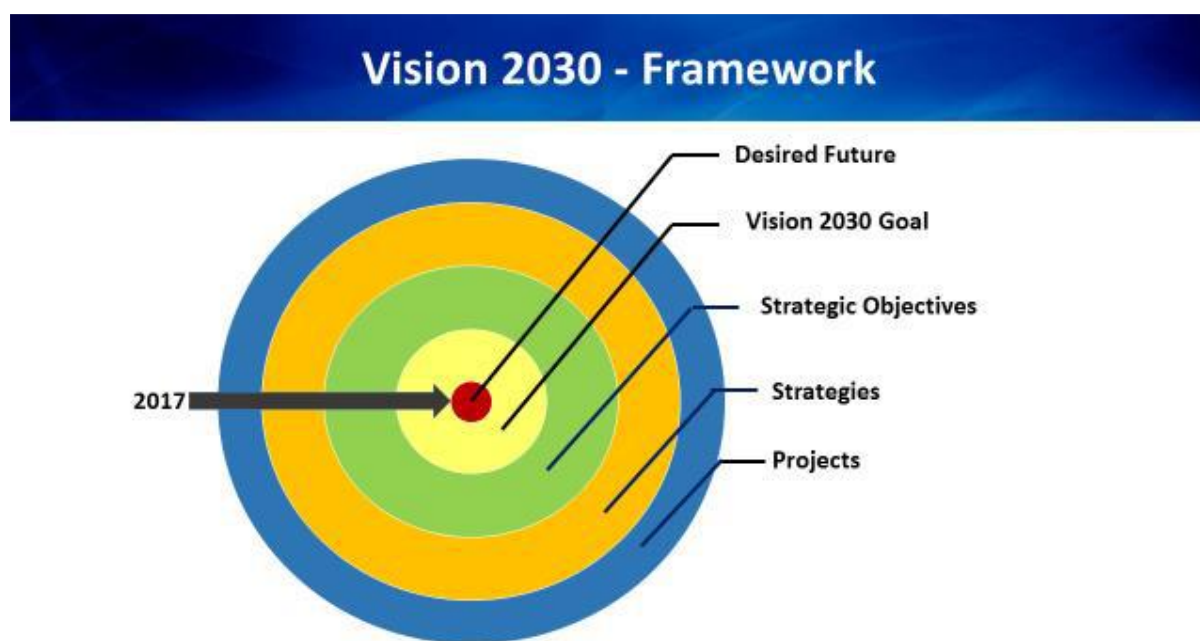 Vision 2030 - Framework
Desired Future
Vision 2030 Goal
Strategic Objectives
2017
Strategies
Projects